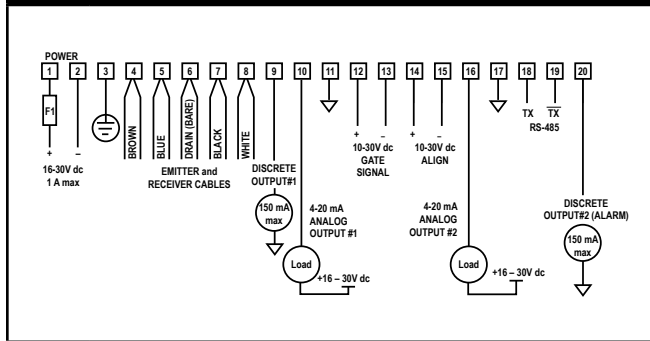 POWER
1 2 3 4 5 6 7 8 9 10 11 12 13 14 15 16 17 18 19 20
F1
BROWN
BLUE
DRAIN (BARE)
BLACK
WHITE
+ –
16-30V dc
1 A max
EMITTER and
RECEIVER CABLES
DISCRETE
OUTPUT#1
150 mA
max
4-20 mA
ANALOG
OUTPUT #1
Load
+16 – 30V dc
+ –
10-30V dc
GATE
SIGNAL
+ –
10-30V dc
ALIGN
4-20 mA
ANALOG
OUTPUT #2
Load
+16 – 30V dc
TX TX
RS-485
DISCRETE
OUTPUT#2 (ALARM)
150 mA
max